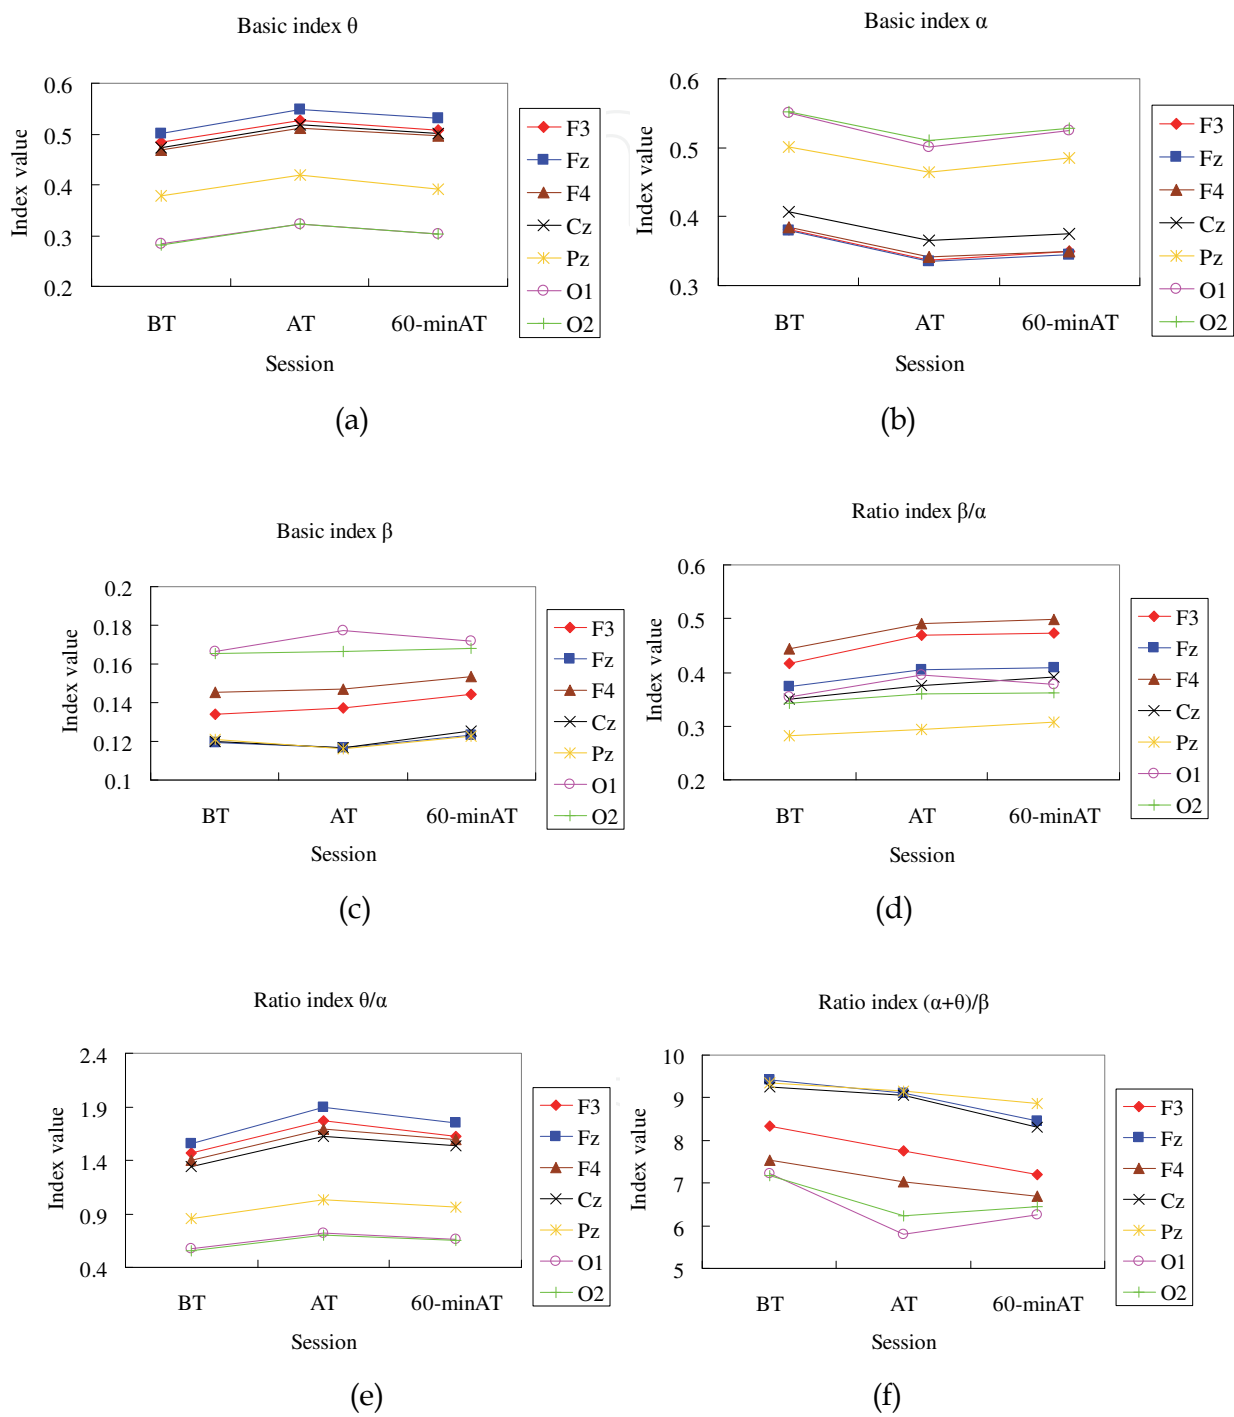 Basic index θ
0.6
0.5
0.4
0.3
0.2
Index value
BT AT 60-minAT
Session
F3
Fz
F4
Cz
Pz
O1
O2
(a)
Basic index α
0.6
0.5
0.4
0.3
Index value
BT AT 60-minAT
Session
F3
Fz
F4
Cz
Pz
O1
O2
(b)
Basic index β
0.2
0.18
0.16
0.14
0.12
0.1
Index value
BT AT 60-minAT
Session
F3
Fz
F4
Cz
Pz
O1
O2
(c)
Ratio index β/α
0.6
0.5
0.4
0.3
0.2
Index value
BT AT 60-minAT
Session
F3
Fz
F4
Cz
Pz
O1
O2
(d)
Ratio index θ/α
2.4
1.9
1.4
0.9
0.4
Index value
BT AT 60-minAT
Session
F3
Fz
F4
Cz
Pz
O1
O2
(e)
Ratio index (α+θ)/β
10
9
8
7
6
5
Index value
BT AT 60-minAT
Session
F3
Fz
F4
Cz
Pz
O1
O2
(f)